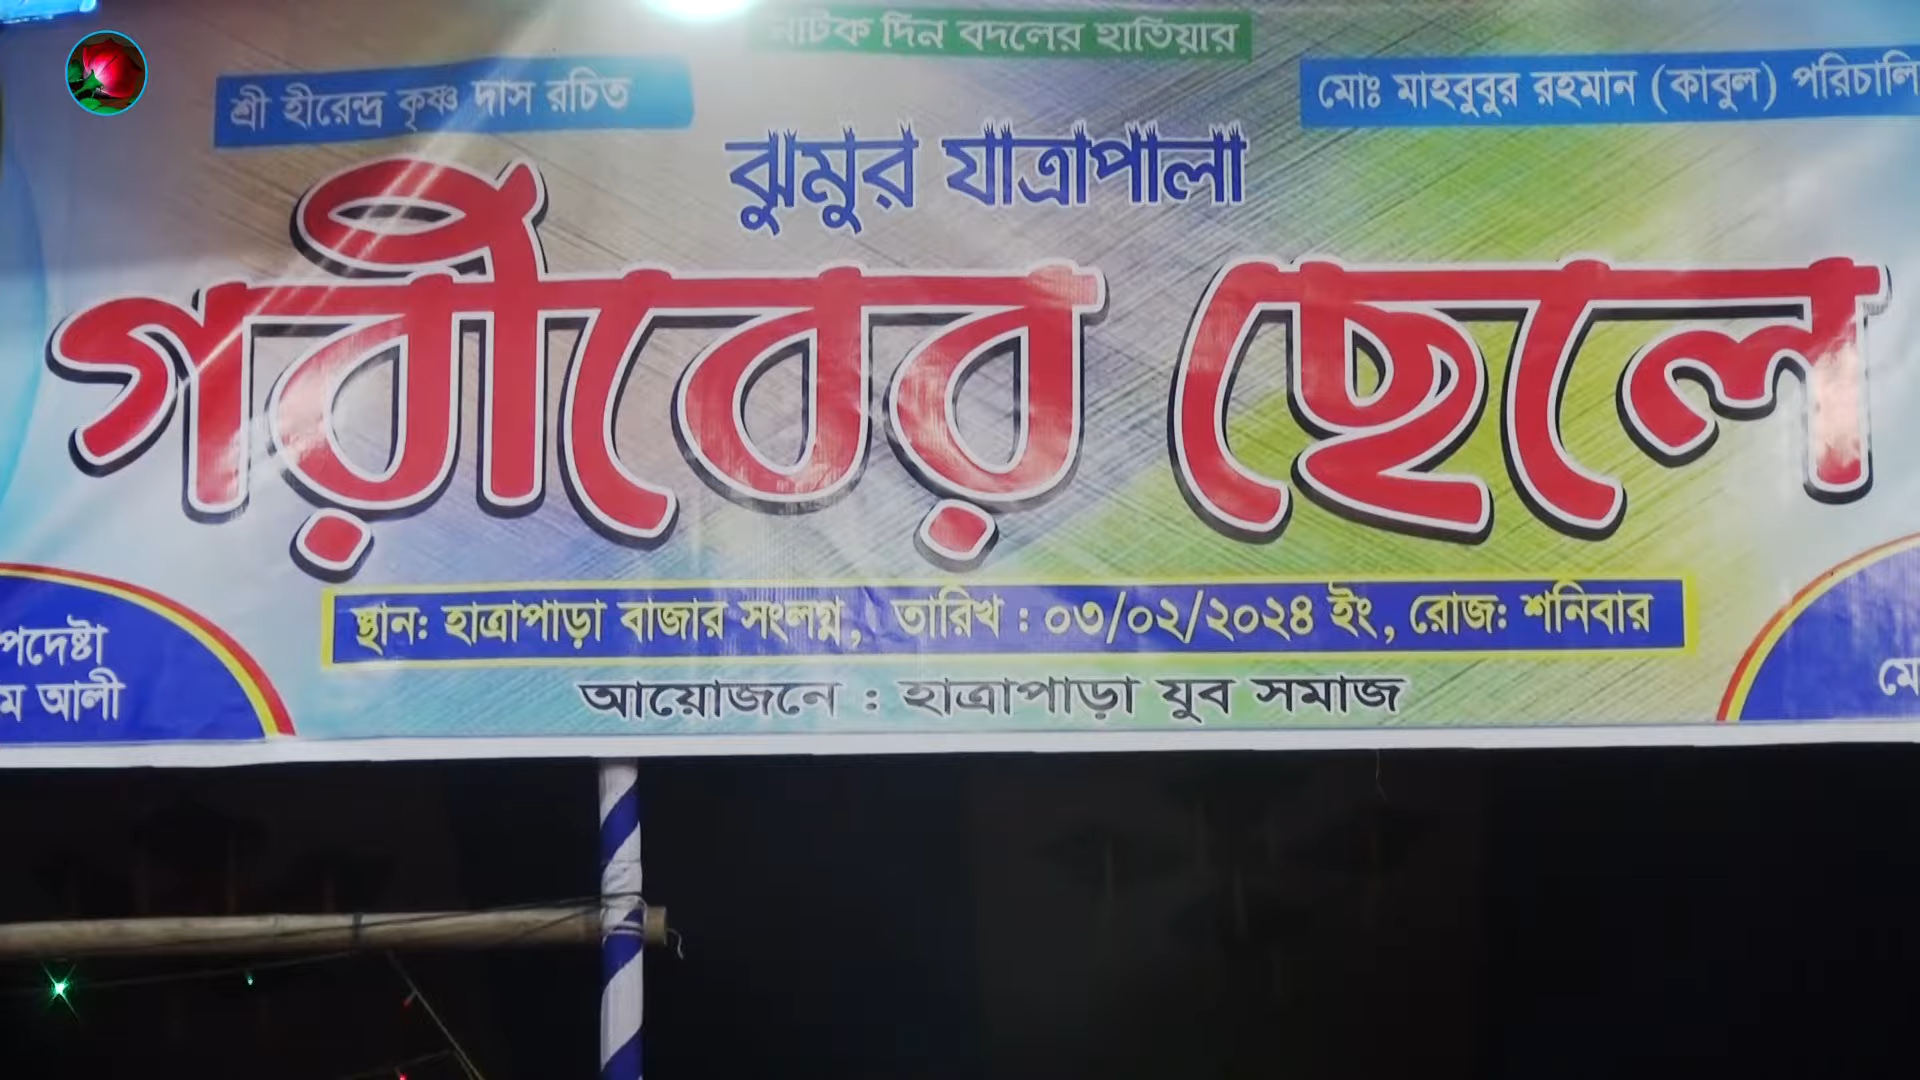 নাটক দিন বদলের হাতিয়ার
শ্রী হীরেন্দ্র কৃষ্ণ দাস রচিত
মোঃ মাহবুবুর রহমান (কাবুল) পরিচালি
ঝুমুর যাত্রাপালা
গরীবের ছেলে
স্থান: হাত্রাপাড়া বাজার সংলগ্ন, তারিখ : ০৩/০২/২০২৪ ইং, রোজ: শনিবার
পদেষ্টা
ম আলী
মো
আয়োজনে : হাত্রাপাড়া যুব সমাজ